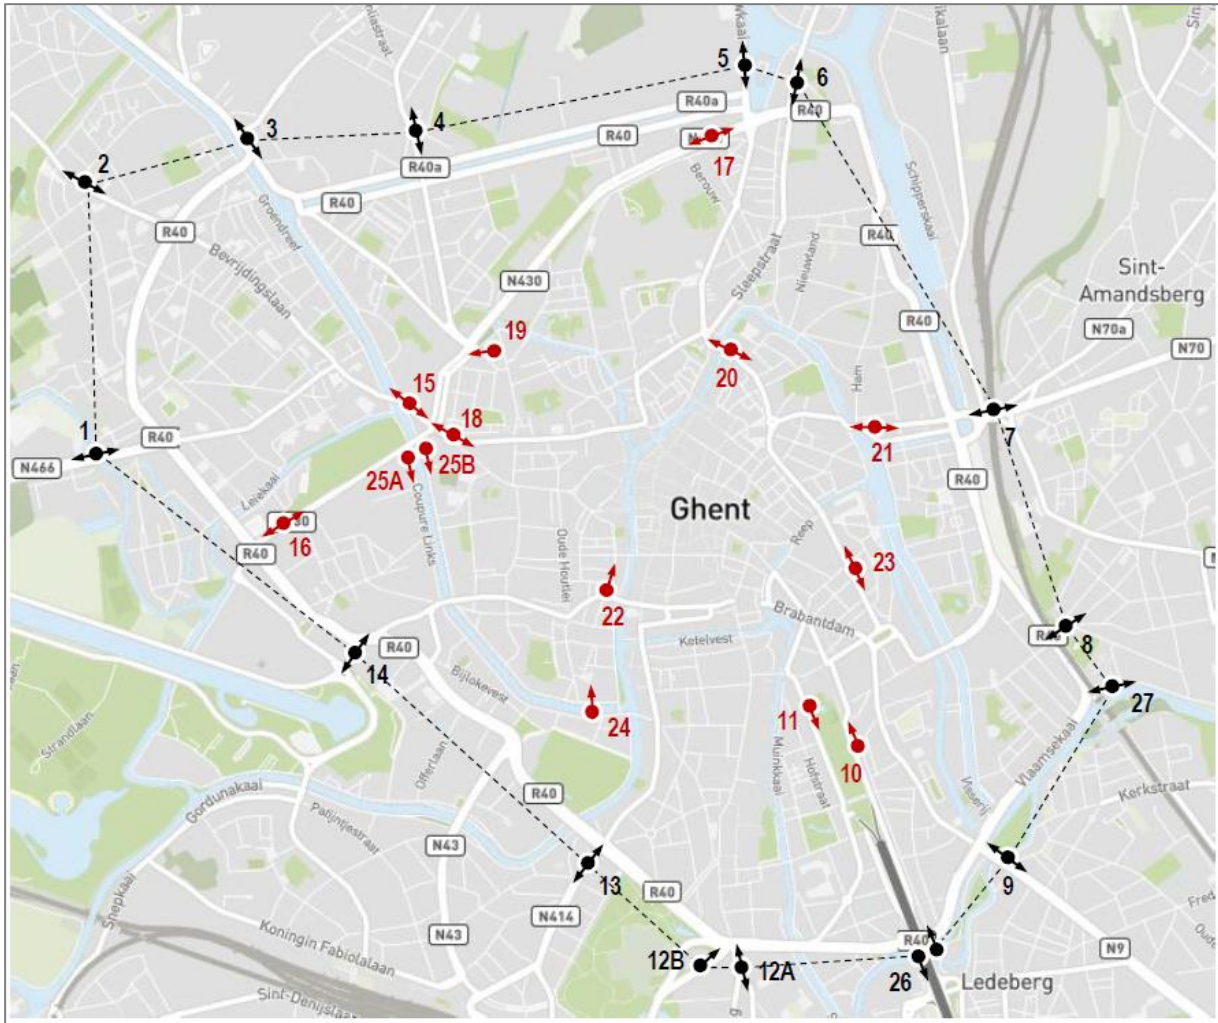 5
6
4
3
2
R40a
R40
R40a
R40
R40
R40
17
Berouw
Schipperskaai
Groendreef
Bevrijdingslaan
Sleepstraat
Nieuwland
R40
Sint-
Amandsberg
N430
R40
N70a
N70
19
20
Ham
15
18
1
R40
N466
25A
25B
21
7
R40
Leiekaai
Coupure Links
Ghent
Oude Houtlei
Reep
16
R40
23
22
Brabantdam
Ketelvest
8
14
R40
Bijlokevest
27
24
11
10
Strandlaan
Offerlaan
Muinkkaai
Hofstraat
Visserij
Vlaamsekaai
Kerkstraat
Gordunakaai
Patijntjestraat
R40
N43
13
9
Snepkaai
R40
N414
Koningin Fabiolalaan
N43
12B
12A
R40
26
N9
Ledeberg
Sint-Denijslaan